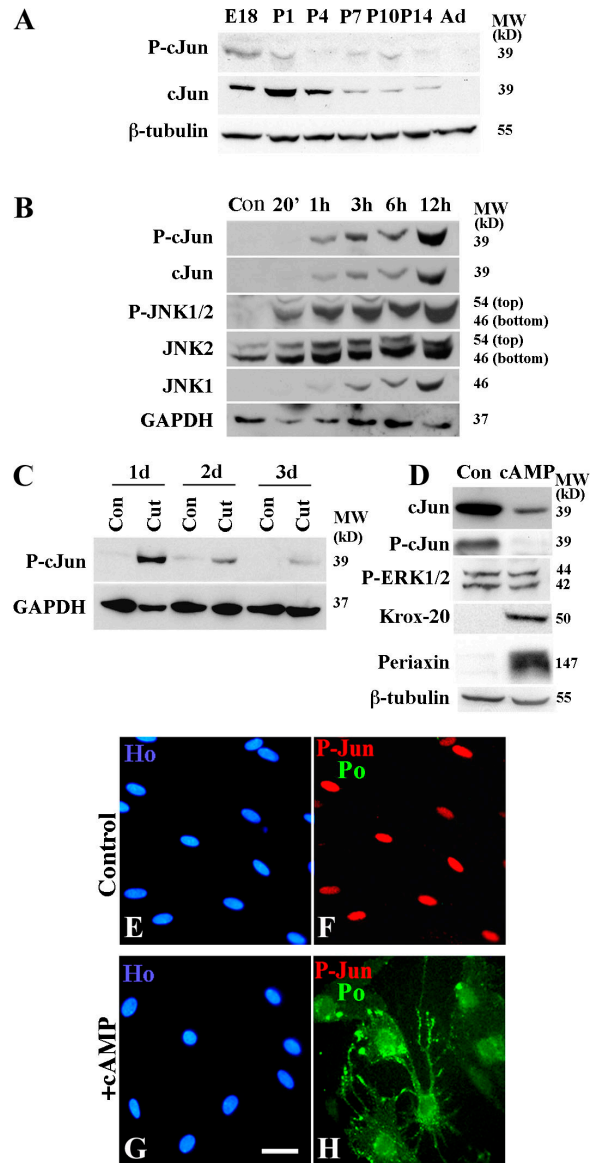 A
E18 P1 P4 P7 P10 P14 Ad
MW
(kD)
P-cJun 39
cJun 39
β-tubulin 55
B
Con 20' 1h 3h 6h 12h
MW
(kD)
P-cJun 39
cJun 39
P-JNK1/2 54 (top)
46 (bottom)
JNK2 54 (top)
46 (bottom)
JNK1 46
GAPDH 37
C
1d 2d 3d
Con Cut Con Cut Con Cut
MW
(kD)
P-cJun 39
GAPDH 37
D
Con cAMP
MW
(kD)
cJun 39
P-cJun 39
P-ERK1/2 44
42
Krox-20 50
Periaxin 147
β-tubulin 55
Control
Ho
E
P-Jun
Po
F
+cAMP
Ho
G
P-Jun
Po
H